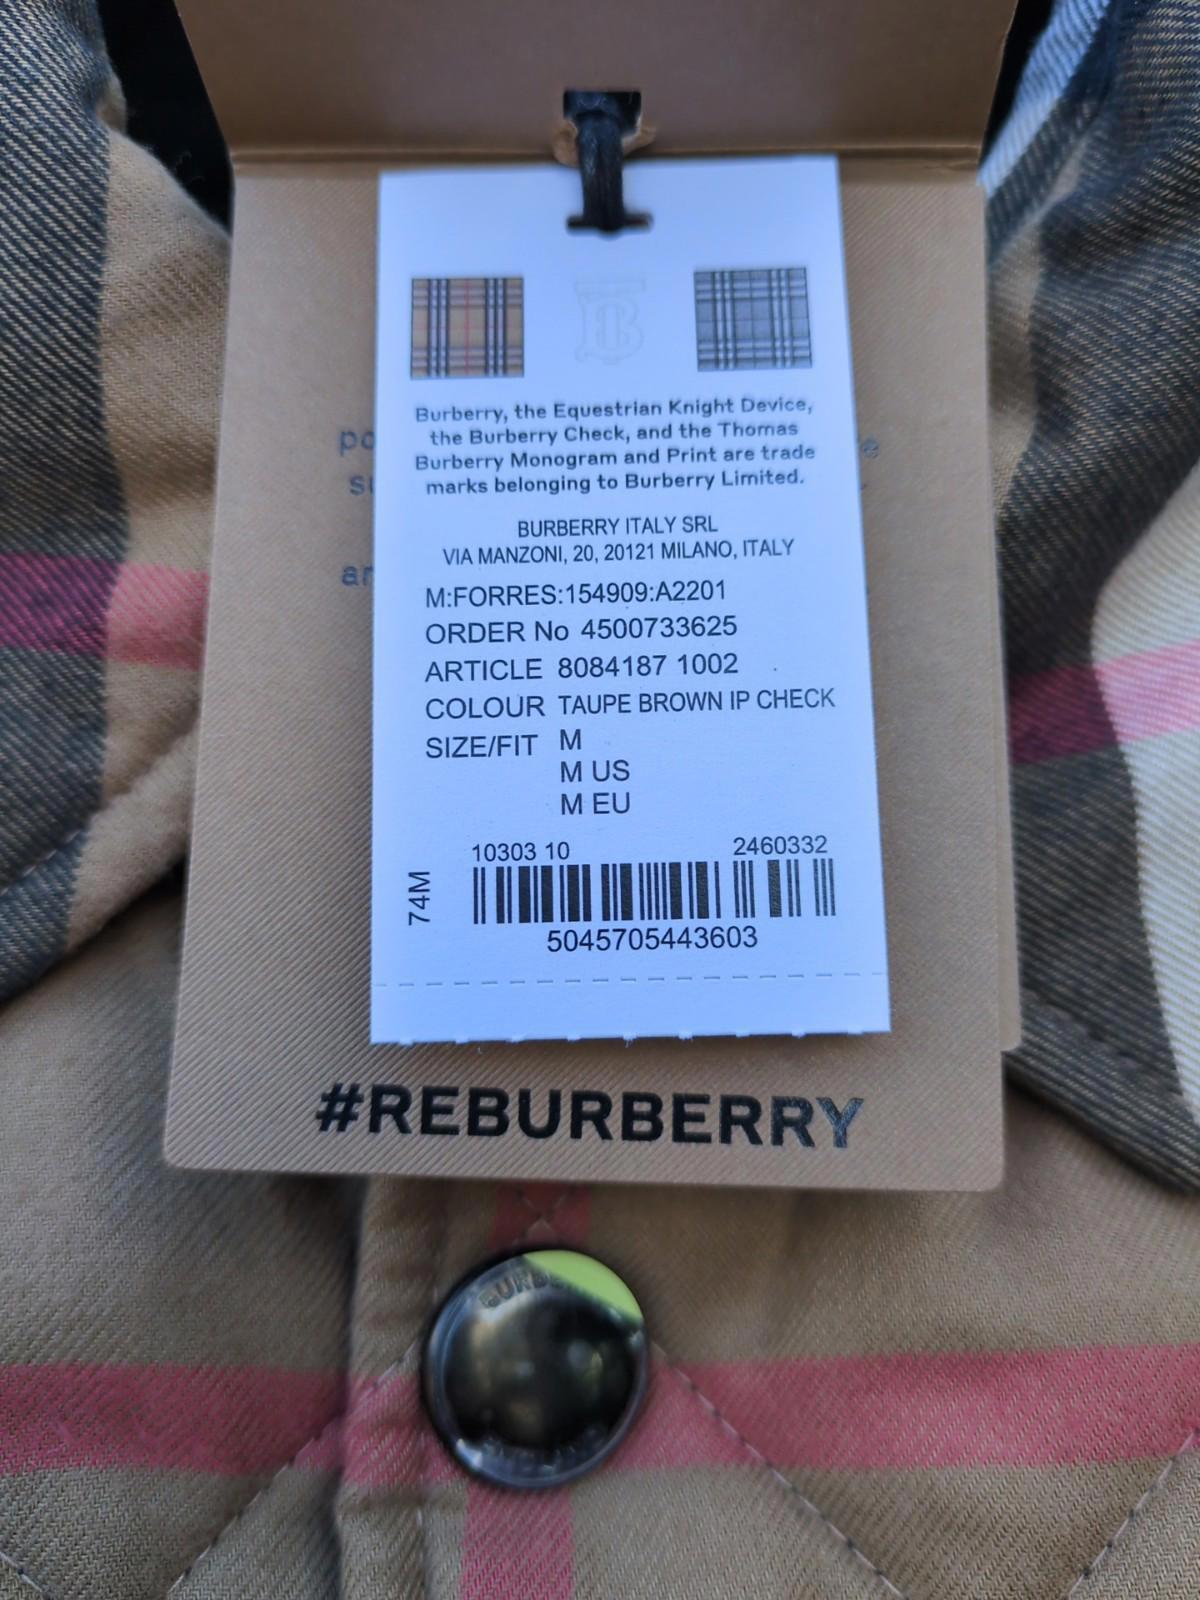 Burberry, the Equestrian Knight Device,
the Burberry Check, and the Thomas
Burberry Monogram and Print are trade
marks belonging to Burberry Limited.
BURBERRY ITALY SRL
VIA MANZONI, 20, 20121 MILANO, ITALY
M:FORRES:154909:A2201
ORDER No 4500733625
ARTICLE 8084187 1002
COLOUR TAUPE BROWN IP CHECK
SIZE/FIT M
M US
M EU
10303 10 2460332
74M
5045705443603
#REBURBERRY